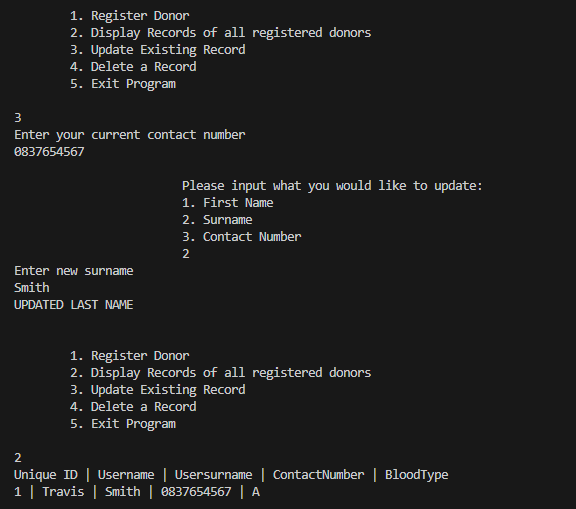 1. Register Donor
2. Display Records of all registered donors
3. Update Existing Record
4. Delete a Record
5. Exit Program
3
Enter your current contact number
0837654567
Please input what you would like to update:
1. First Name
2. Surname
3. Contact Number
2
Enter new surname
Smith
UPDATED LAST NAME
1. Register Donor
2. Display Records of all registered donors
3. Update Existing Record
4. Delete a Record
5. Exit Program
2
Unique ID | Username | Usersurname | ContactNumber | BloodType
1 | Travis | Smith | 0837654567 | A